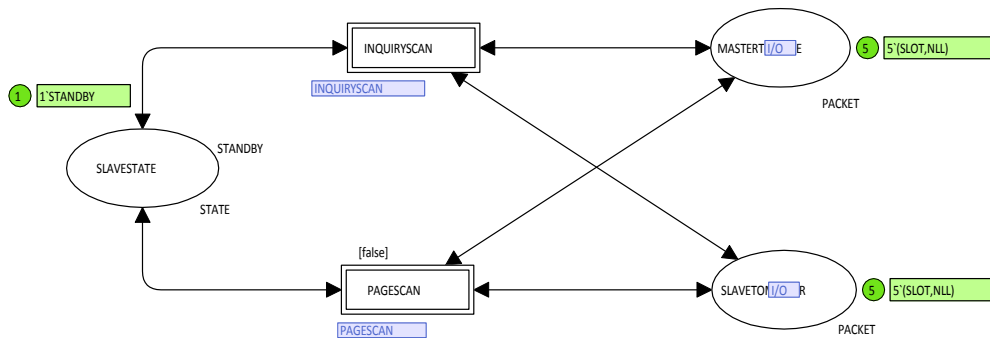 INQUIRYSCAN
INQUIRYSCAN
I/O
5
5`(SLOT,NLL)
PACKET
1
1`STANDBY
SLAVESTATE
STANDBY
STATE
[false]
PAGESCAN
PAGESCAN
I/O
5
5`(SLOT,NLL)
PACKET